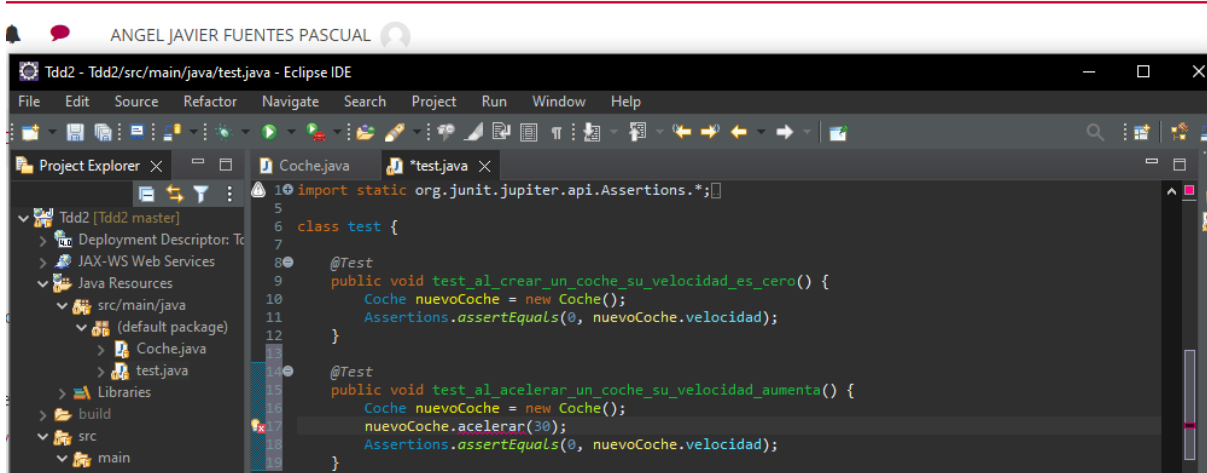 ANGEL JAVIER FUENTES PASCUAL
Tdd2 - Tdd2/src/main/java/test.java - Eclipse IDE
File Edit Source Refactor Navigate Search Project Run Window Help
Project Explorer
Coche.java
*test.java
Tdd2 [Tdd2 master]
Deployment Descriptor: Tc
JAX-WS Web Services
Java Resources
src/main/java
(default package)
Coche.java
test.java
Libraries
build
src
main
1 import static org.junit.jupiter.api.Assertions.*;
5
6 class test {
7
8 @Test
9 public void test_al_crear_un_coche_su_velocidad_es_cero() {
10 Coche nuevoCoche = new Coche();
11 Assertions.assertEquals(0, nuevoCoche.velocidad);
12 }
13
14 @Test
15 public void test_al_acelerar_un_coche_su_velocidad_aumenta() {
16 Coche nuevoCoche = new Coche();
17 nuevoCoche.acelerar(30);
18 Assertions.assertEquals(0, nuevoCoche.velocidad);
19 }